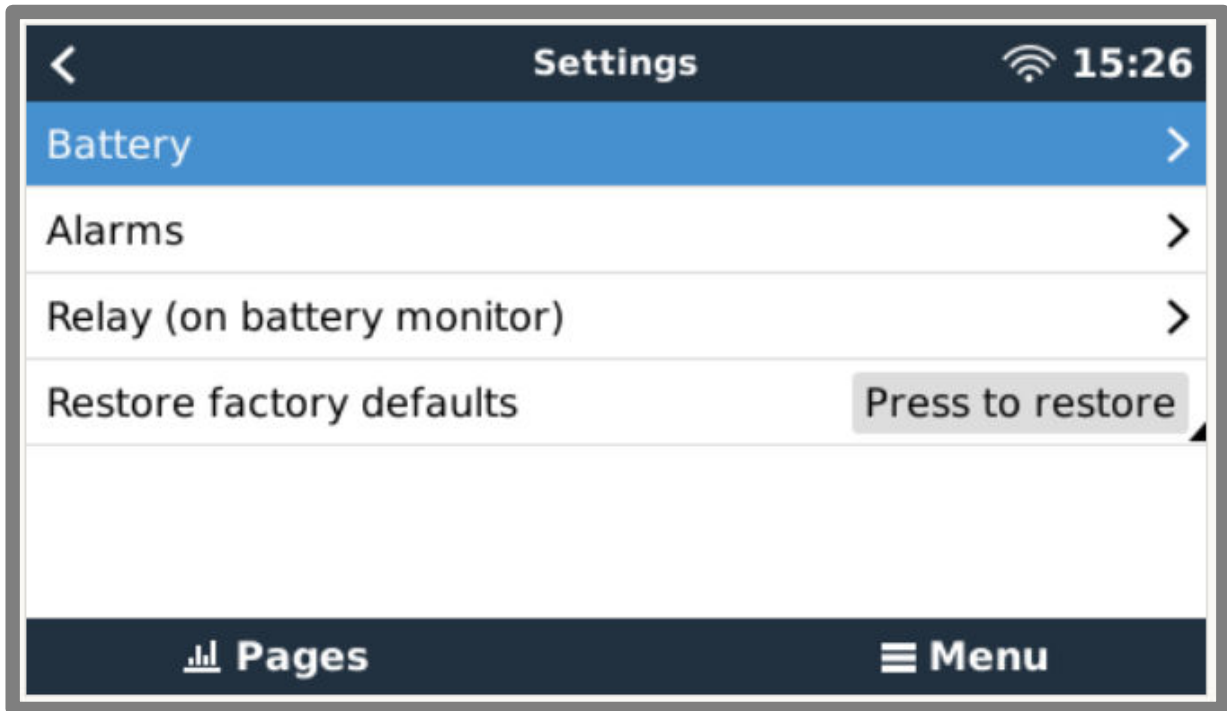 Settings 15:26
Battery
Alarms
Relay (on battery monitor)
Restore factory defaults Press to restore
Pages Menu